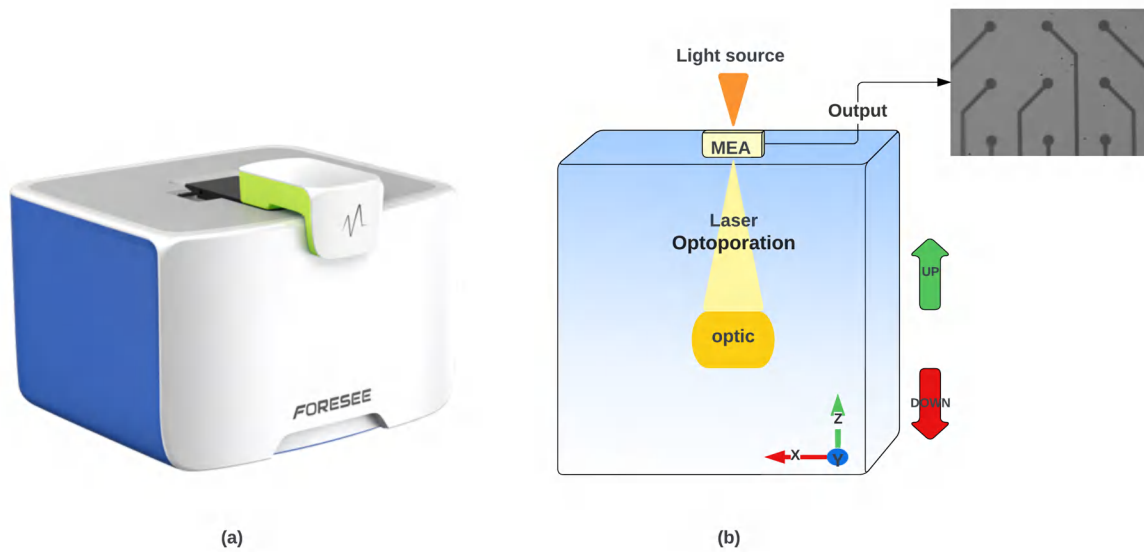 FORESEE
(a)
Light source
Output
MEA
Laser
Optoporation
optic
UP
DOWN
Z
X
Y
(b)